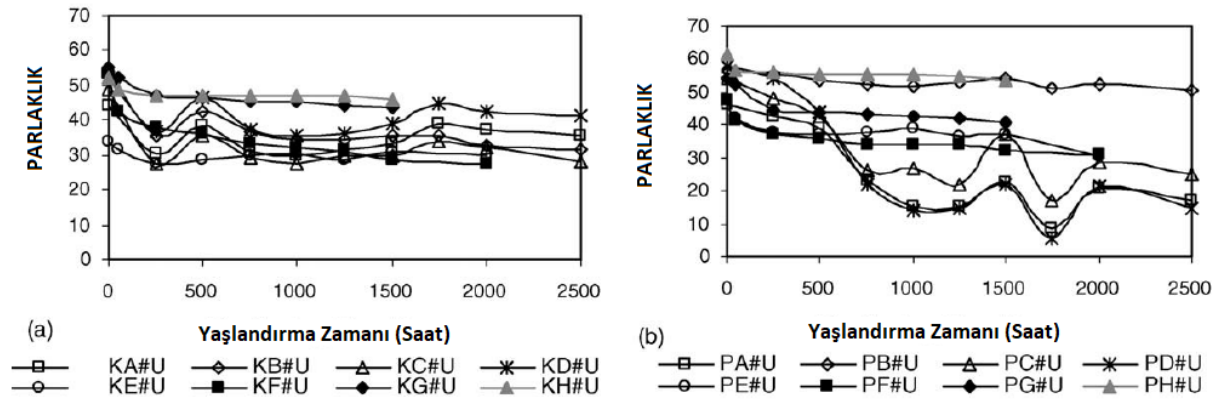 70
60
50
40
30
20
10
0
PARLAKLIK
0 500 1000 1500 2000 2500
(a) Yaşlandırma Zamanı (Saat)
KA#U KB#U KC#U KD#U
KE#U KF#U KG#U KH#U
70
60
50
40
30
20
10
0
PARLAKLIK
0 500 1000 1500 2000 2500
(b) Yaşlandırma Zamanı (Saat)
PA#U PB#U PC#U PD#U
PE#U PF#U PG#U PH#U